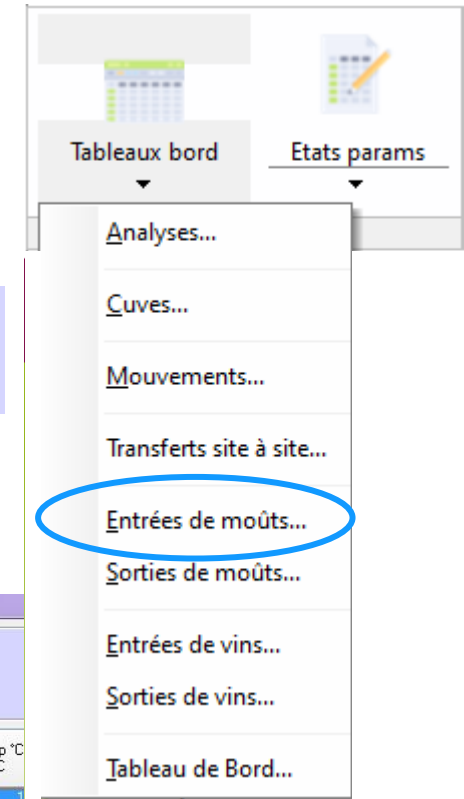 Tableaux bord
Etats params
Analyses...
Cuves...
Mouvements...
Transferts site à site...
Entrées de moûts...
Sorties de moûts...
Entrées de vins...
Sorties de vins...
Tableau de Bord...